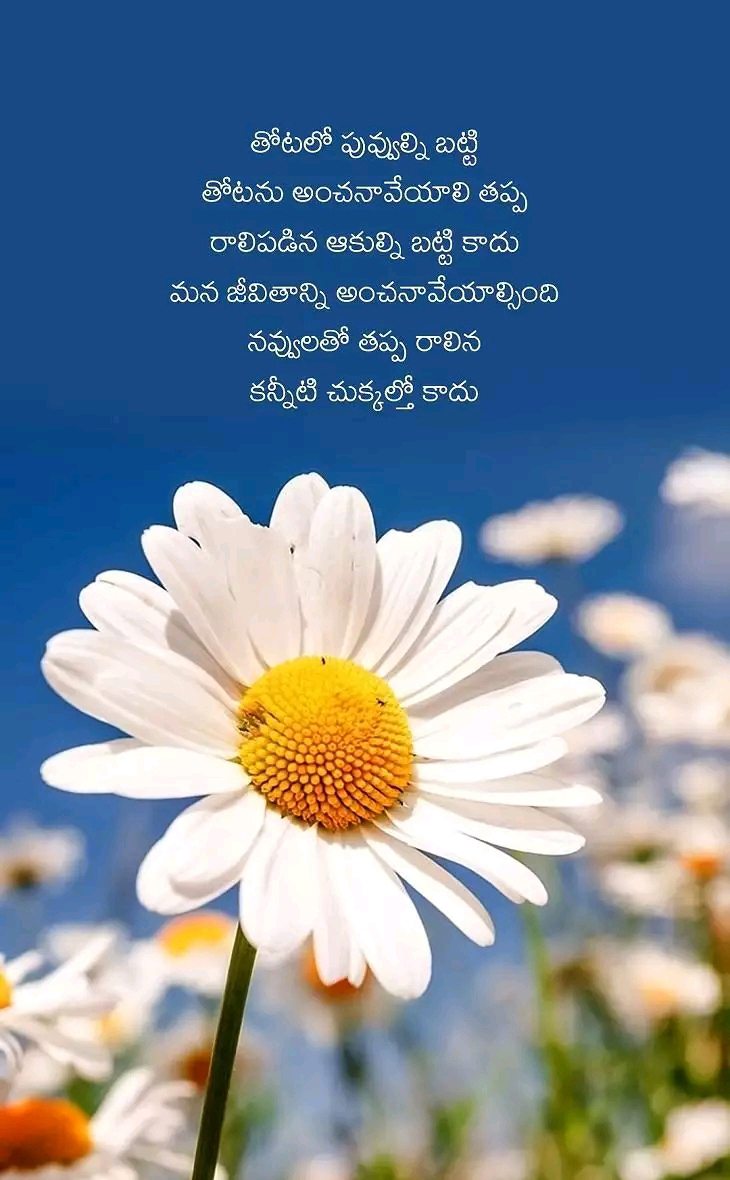 తోటలో పువ్వుల్ని బట్టి
తోటను అంచనావేయాలి తప్ప
రాలిపడిన ఆకుల్ని బట్టి కాదు
మన జీవితాన్ని అంచనావేయాల్సింది
నవ్వులతో తప్ప రాలిన
కన్నీటి చుక్కల్తో కాదు